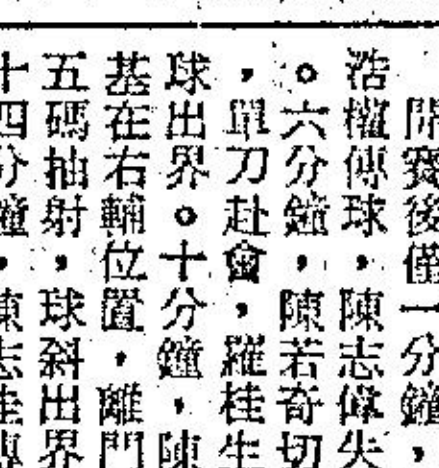 開賽後僅一分鐘，
浩權傳球，陳志偉失
。六分鐘，陳若奇切
，單刀赴會，羅桂生
球出界。十分鐘，陳
基在右輔位置，離門
五碼抽射，球斜出界
十四分鐘，陳志